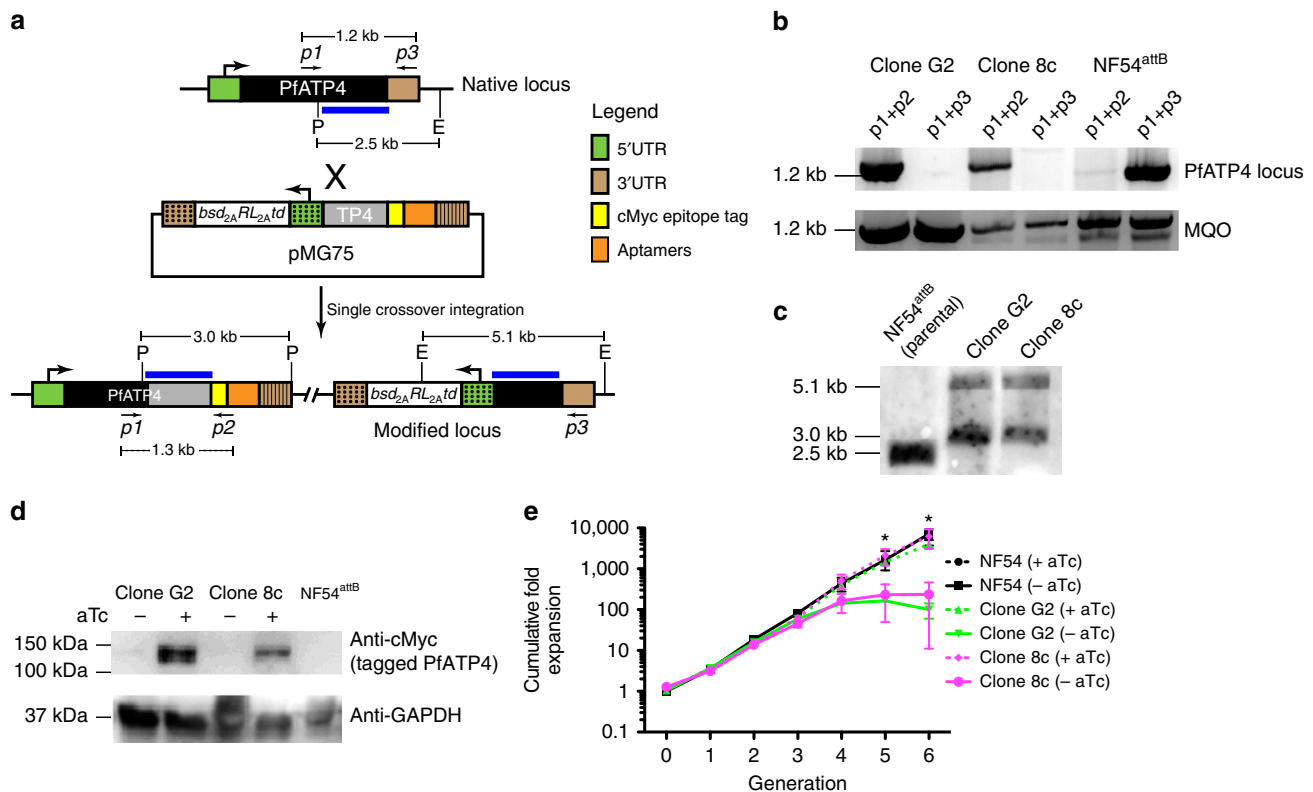 a
1.2 kb
p1 p3
PfATP4
Native locus
P E
2.5 kb
X
bsd2ARL2Atd TP4
pMG75
Single crossover integration
3.0 kb 5.1 kb
P P E E
PfATP4 bsd2ARL2Atd
p1 p2 Modified locus p3
1.3 kb
Legend
5′UTR
3′UTR
cMyc epitope tag
Aptamers
b
Clone G2 Clone 8c NF54attB
p1+p2 p1+p3 p1+p2 p1+p3 p1+p2 p1+p3
1.2 kb PfATP4 locus
1.2 kb MQO
c
NF54attB
(parental)
Clone G2
Clone 8c
5.1 kb
3.0 kb
2.5 kb
d
Clone G2 Clone 8c NF54attB
aTc − + − +
150 kDa
100 kDa
Anti-cMyc
(tagged PfATP4)
37 kDa Anti-GAPDH
e
Cumulative fold
expansion
10,000
1,000
100
10
1
0.1
* *
0 1 2 3 4 5 6
Generation
NF54 (+ aTc)
NF54 (− aTc)
Clone G2 (+ aTc)
Clone G2 (− aTc)
Clone 8c (+ aTc)
Clone 8c (− aTc)